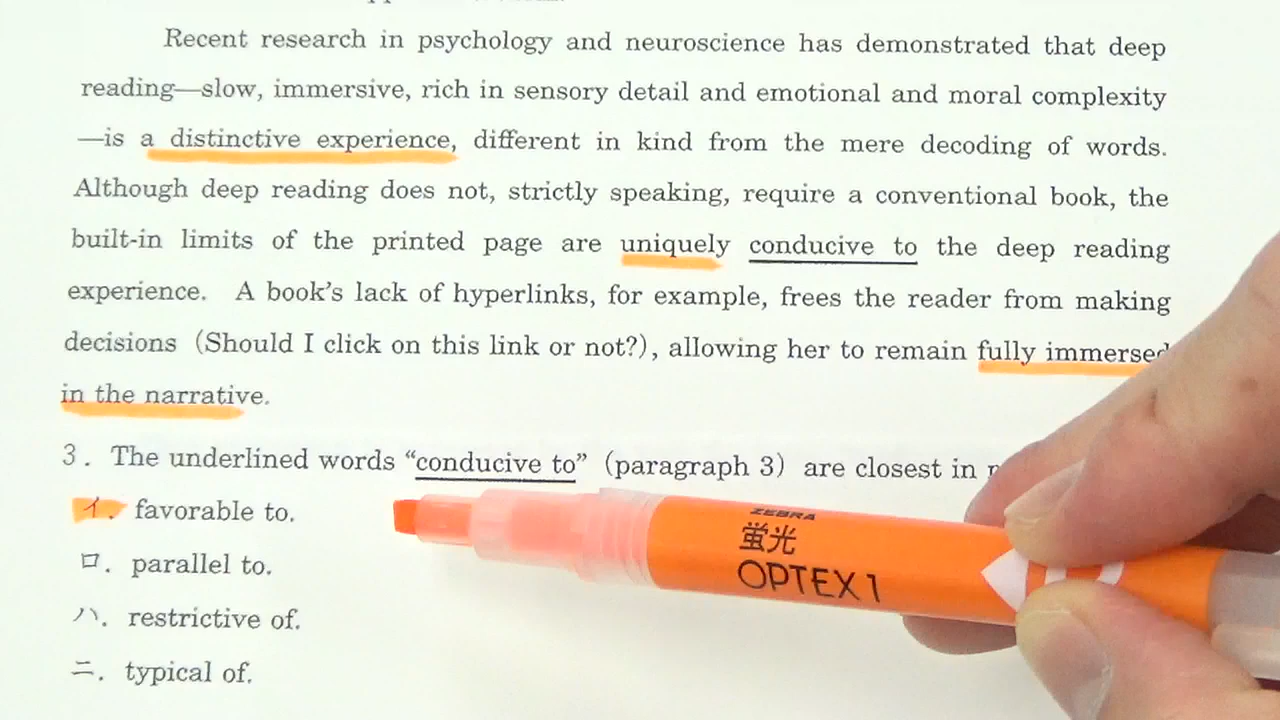 Recent research in psychology and neuroscience has demonstrated that deep
reading—slow, immersive, rich in sensory detail and emotional and moral complexity
—is a distinctive experience, different in kind from the mere decoding of words.
Although deep reading does not, strictly speaking, require a conventional book, the
built-in limits of the printed page are uniquely conducive to the deep reading
experience. A book's lack of hyperlinks, for example, frees the reader from making
decisions (Should I click on this link or not?), allowing her to remain fully immersed
in the narrative.
3. The underlined words “conducive to” (paragraph 3) are closest in
イ. favorable to.
ロ. parallel to.
ハ. restrictive of.
ニ. typical of.
ZEBRA
蛍光
OPTEX 1